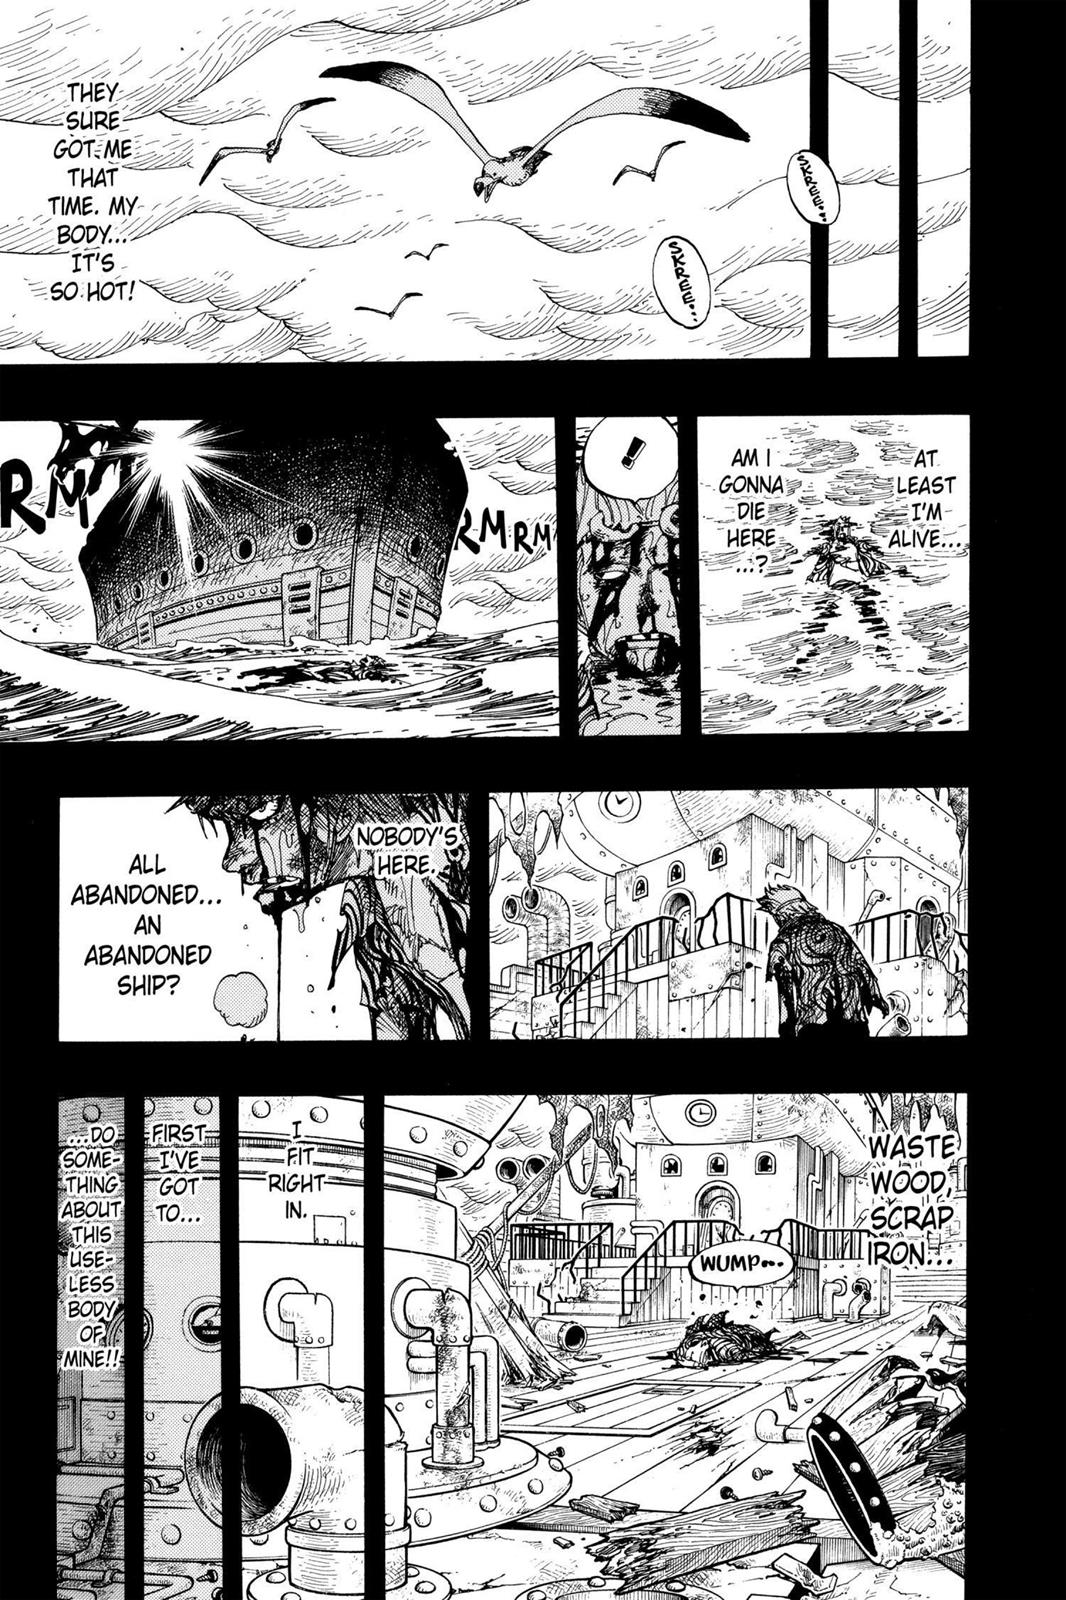 SKREE...
SKREE...
THEY
SURE
GOT ME
THAT
TIME. MY
BODY...
IT'S
SO HOT!
AT
LEAST
I'M
ALIVE...
AM I
GONNA
DIE
HERE
...?
!
RMRMRM
RM
NOBODY'S
HERE.
ALL
ABANDONED...
AN
ABANDONED
SHIP?
WASTE
WOOD,
SCRAP
IRON...
WUMP...
I
FIT
RIGHT
IN.
FIRST
I'VE
GOT
TO...
...DO
SOME-
THING
ABOUT
THIS
USE-
LESS
BODY
OF
MINE!!